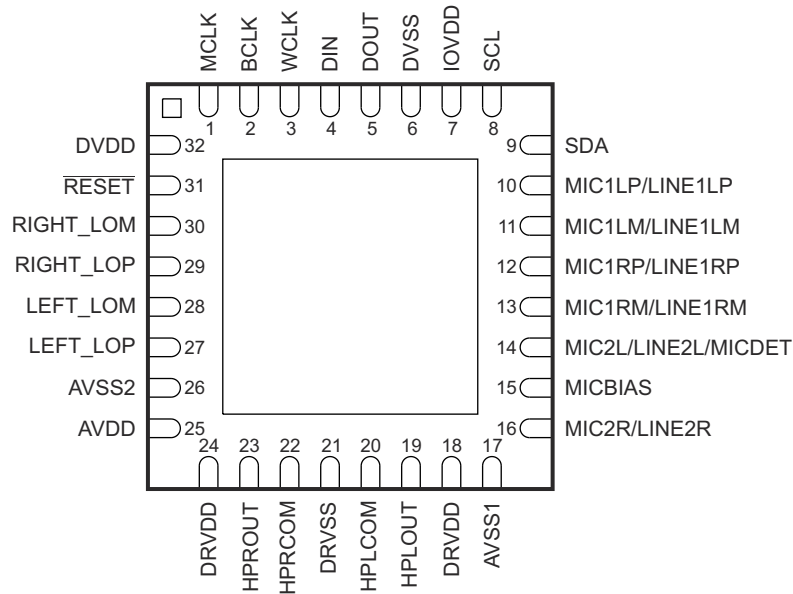 MCLK
BCLK
WCLK
DIN
DOUT
DVSS
IOVDD
SCL
1
2
3
4
5
6
7
8
DVDD 32
RESET 31
RIGHT_LOM 30
RIGHT_LOP 29
LEFT_LOM 28
LEFT_LOP 27
AVSS2 26
AVDD 25
9 SDA
10 MIC1LP/LINE1LP
11 MIC1LM/LINE1LM
12 MIC1RP/LINE1RP
13 MIC1RM/LINE1RM
14 MIC2L/LINE2L/MICDET
15 MICBIAS
16 MIC2R/LINE2R
24
23
22
21
20
19
18
17
DRVDD
HPROUT
HPRCOM
DRVSS
HPLCOM
HPLOUT
DRVDD
AVSS1